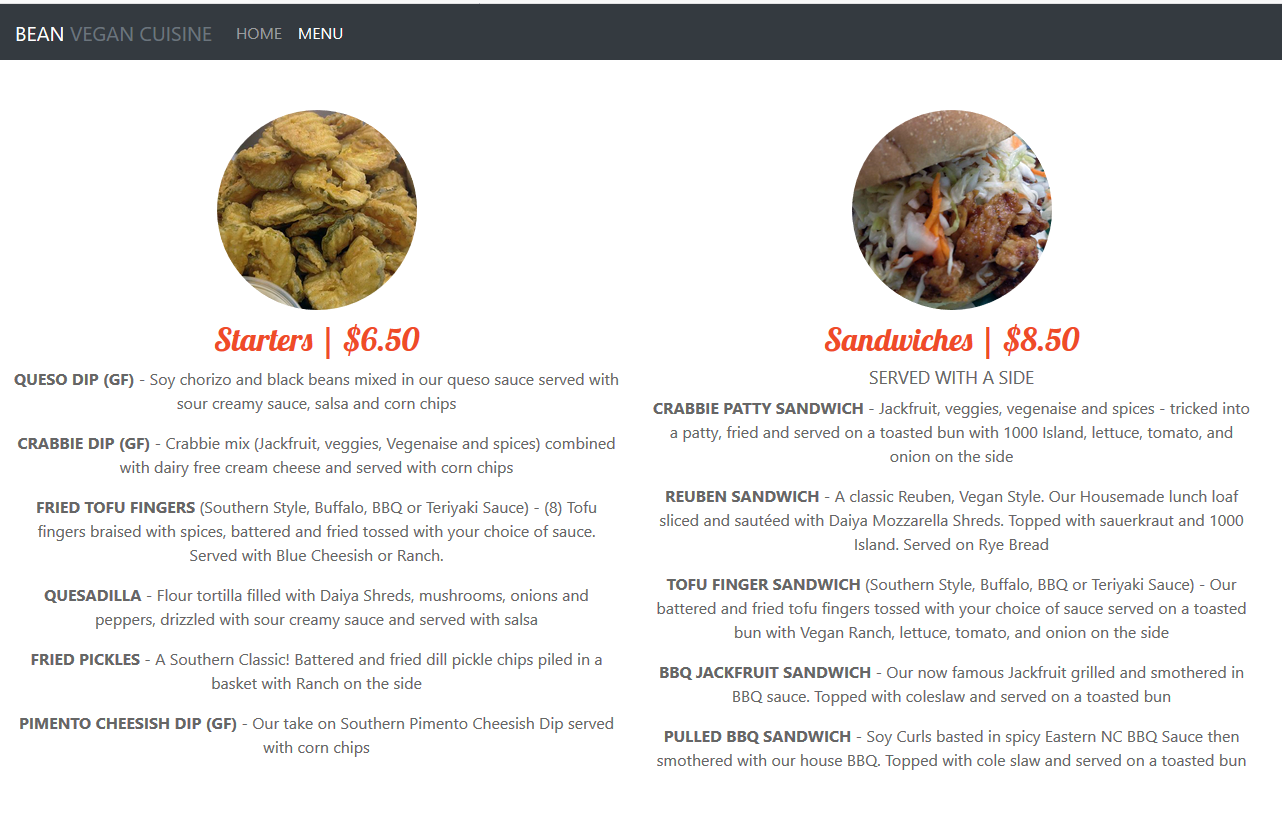 BEAN VEGAN CUISINE HOME MENU
Starters | $6.50
QUESO DIP (GF) - Soy chorizo and black beans mixed in our queso sauce served with
sour creamy sauce, salsa and corn chips
CRABBIE DIP (GF) - Crabbie mix (Jackfruit, veggies, Vegenaise and spices) combined
with dairy free cream cheese and served with corn chips
FRIED TOFU FINGERS (Southern Style, Buffalo, BBQ or Teriyaki Sauce) - (8) Tofu
fingers braised with spices, battered and fried tossed with your choice of sauce.
Served with Blue Cheesish or Ranch.
QUESADILLA - Flour tortilla filled with Daiya Shreds, mushrooms, onions and
peppers, drizzled with sour creamy sauce and served with salsa
FRIED PICKLES - A Southern Classic! Battered and fried dill pickle chips piled in a
basket with Ranch on the side
PIMENTO CHEESISH DIP (GF) - Our take on Southern Pimento Cheesish Dip served
with corn chips
Sandwiches | $8.50
SERVED WITH A SIDE
CRABBIE PATTY SANDWICH - Jackfruit, veggies, vegenaise and spices - tricked into
a patty, fried and served on a toasted bun with 1000 Island, lettuce, tomato, and
onion on the side
REUBEN SANDWICH - A classic Reuben, Vegan Style. Our Housemade lunch loaf
sliced and sautéed with Daiya Mozzarella Shreds. Topped with sauerkraut and 1000
Island. Served on Rye Bread
TOFU FINGER SANDWICH (Southern Style, Buffalo, BBQ or Teriyaki Sauce) - Our
battered and fried tofu fingers tossed with your choice of sauce served on a toasted
bun with Vegan Ranch, lettuce, tomato, and onion on the side
BBQ JACKFRUIT SANDWICH - Our now famous Jackfruit grilled and smothered in
BBQ sauce. Topped with coleslaw and served on a toasted bun
PULLED BBQ SANDWICH - Soy Curls basted in spicy Eastern NC BBQ Sauce then
smothered with our house BBQ. Topped with cole slaw and served on a toasted bun